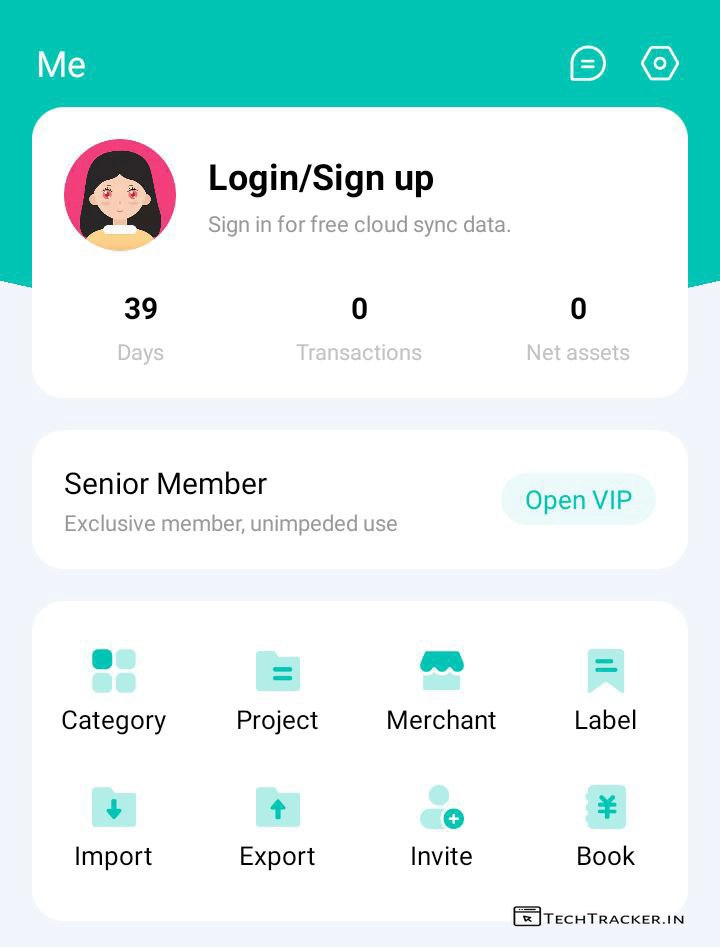 Me
Login/Sign up
Sign in for free cloud sync data.
39 0 0
Days Transactions Net assets
Senior Member
Exclusive member, unimpeded use
Open VIP
Category Project Merchant Label
¥
Import Export Invite Book
TECHTRACKER.IN